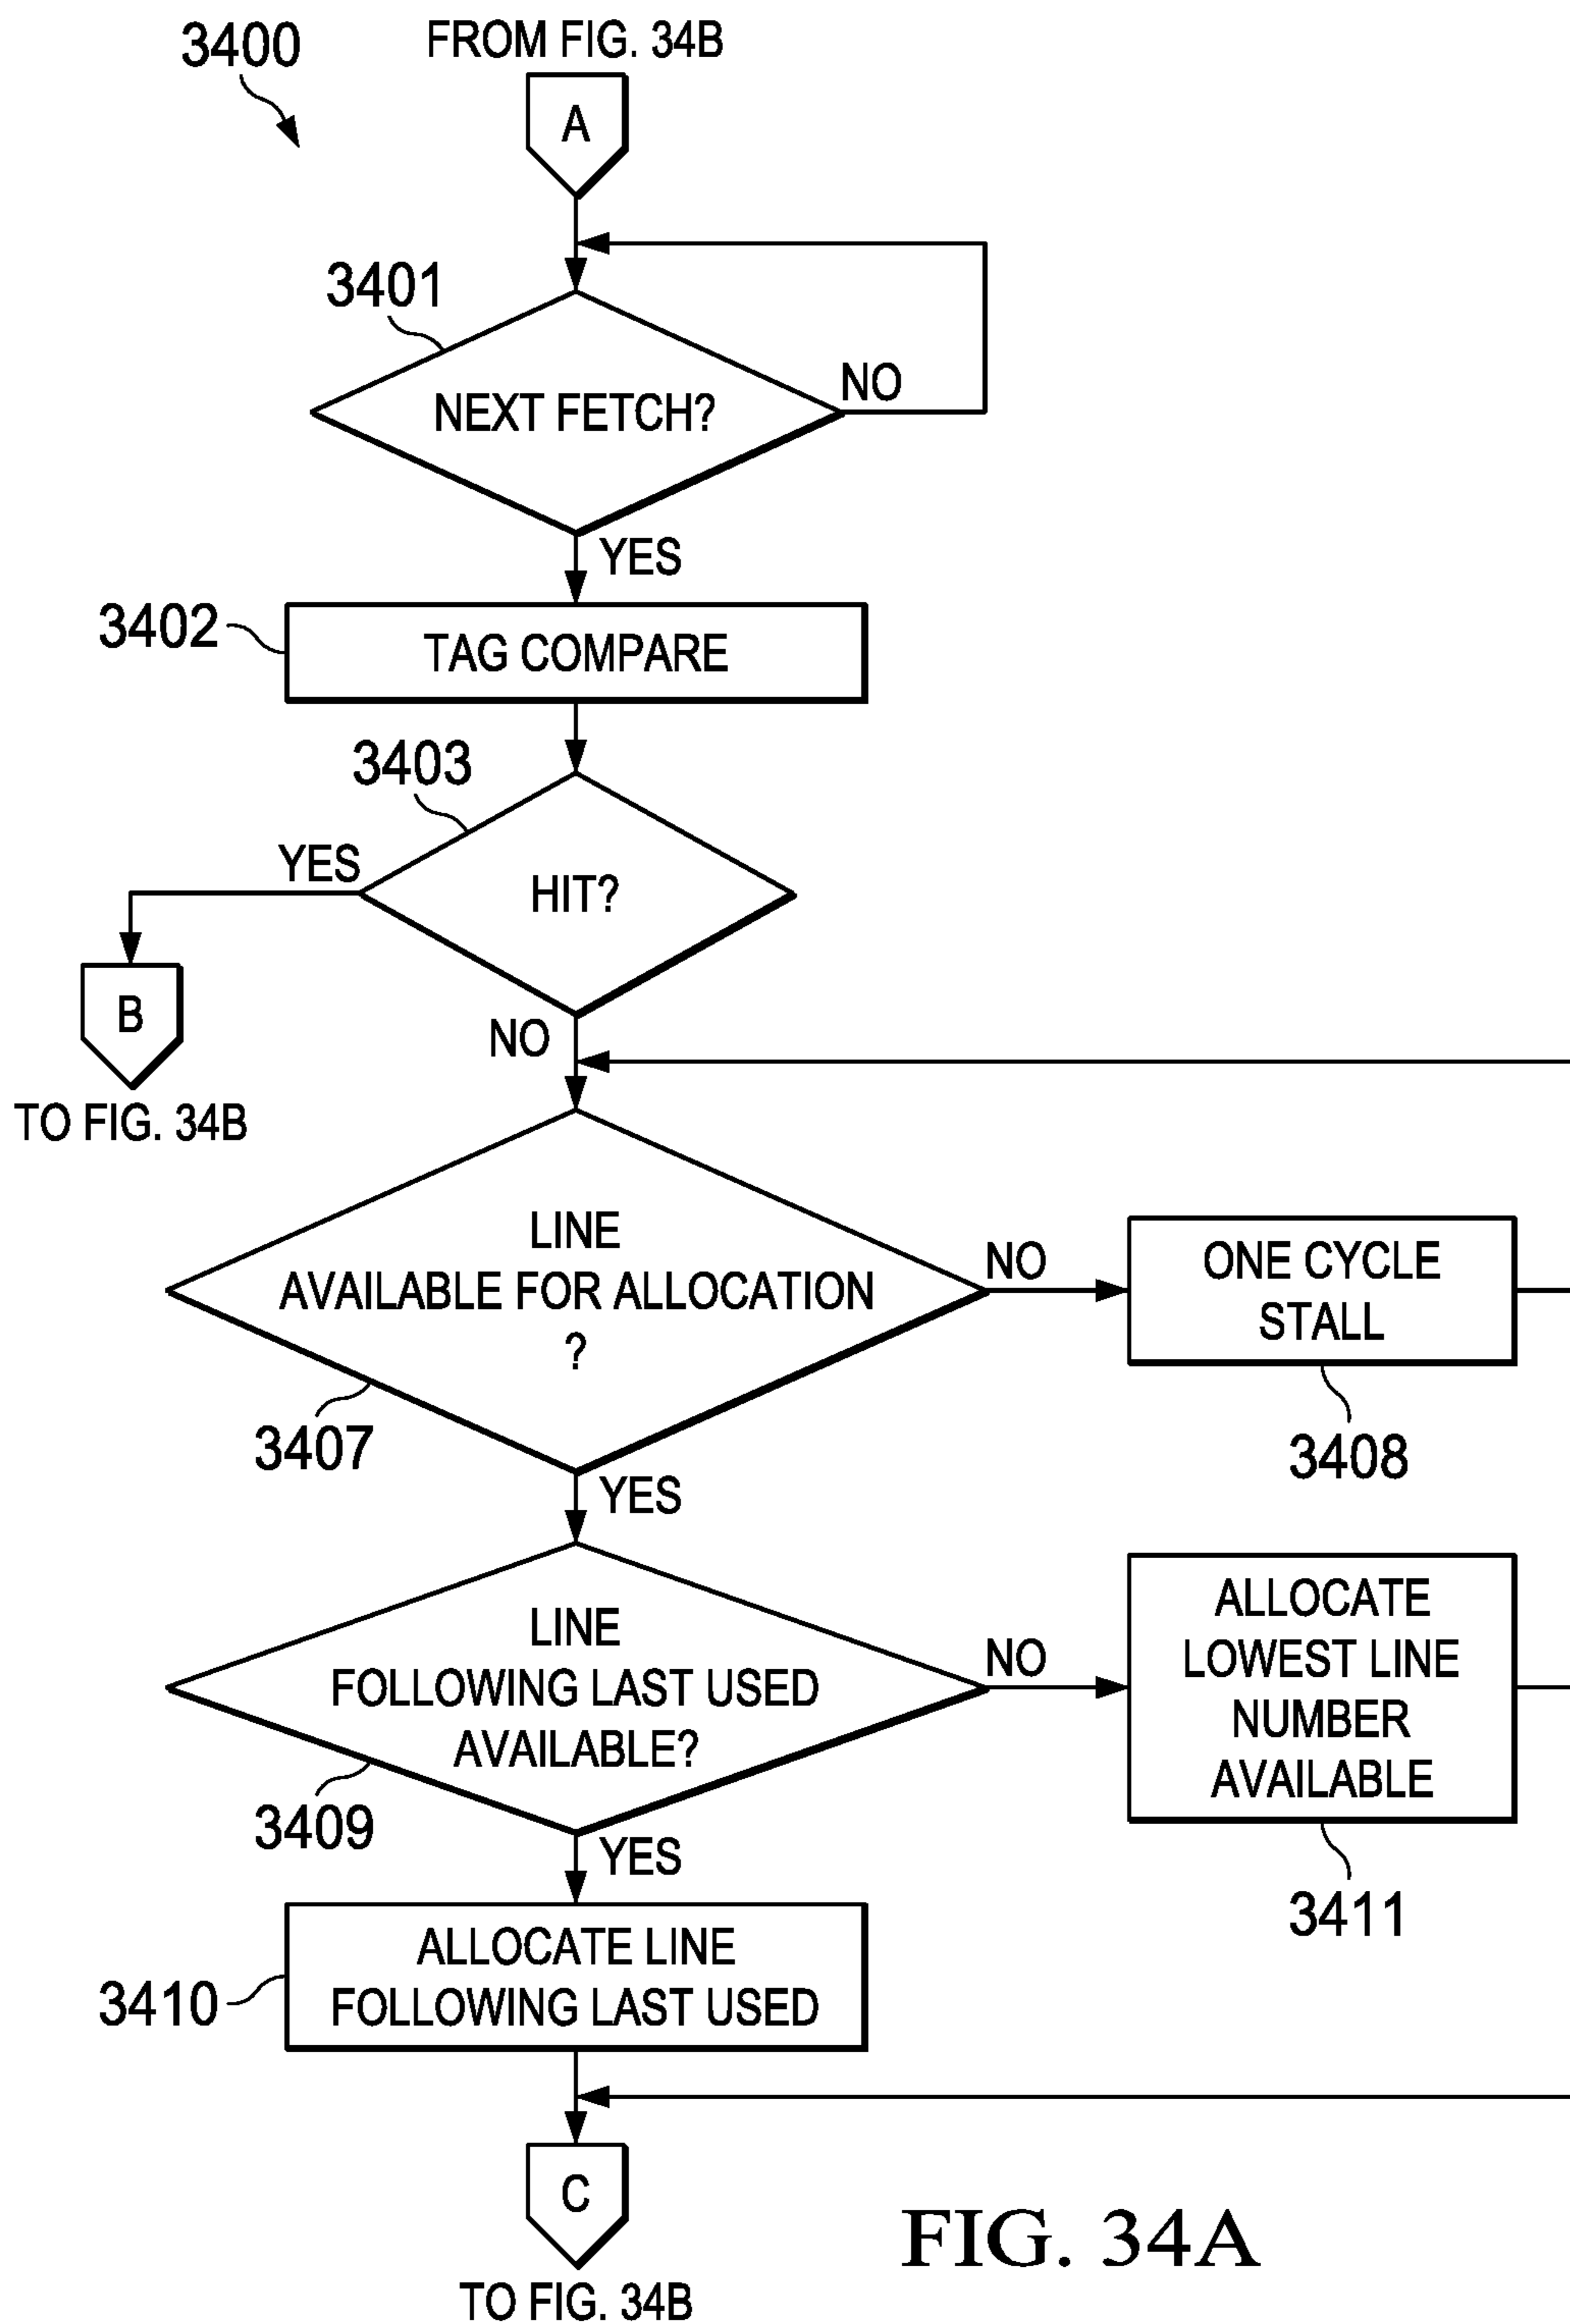 3400
FROM FIG. 34B
A
3401
NEXT FETCH?
NO
YES
3402
TAG COMPARE
3403
YES
HIT?
B
NO
TO FIG. 34B
LINE
AVAILABLE FOR ALLOCATION
?
NO
ONE CYCLE
STALL
3407
3408
YES
LINE
FOLLOWING LAST USED
AVAILABLE?
NO
ALLOCATE
LOWEST LINE
NUMBER
AVAILABLE
3409
3411
YES
3410
ALLOCATE LINE
FOLLOWING LAST USED
C
TO FIG. 34B
FIG. 34A